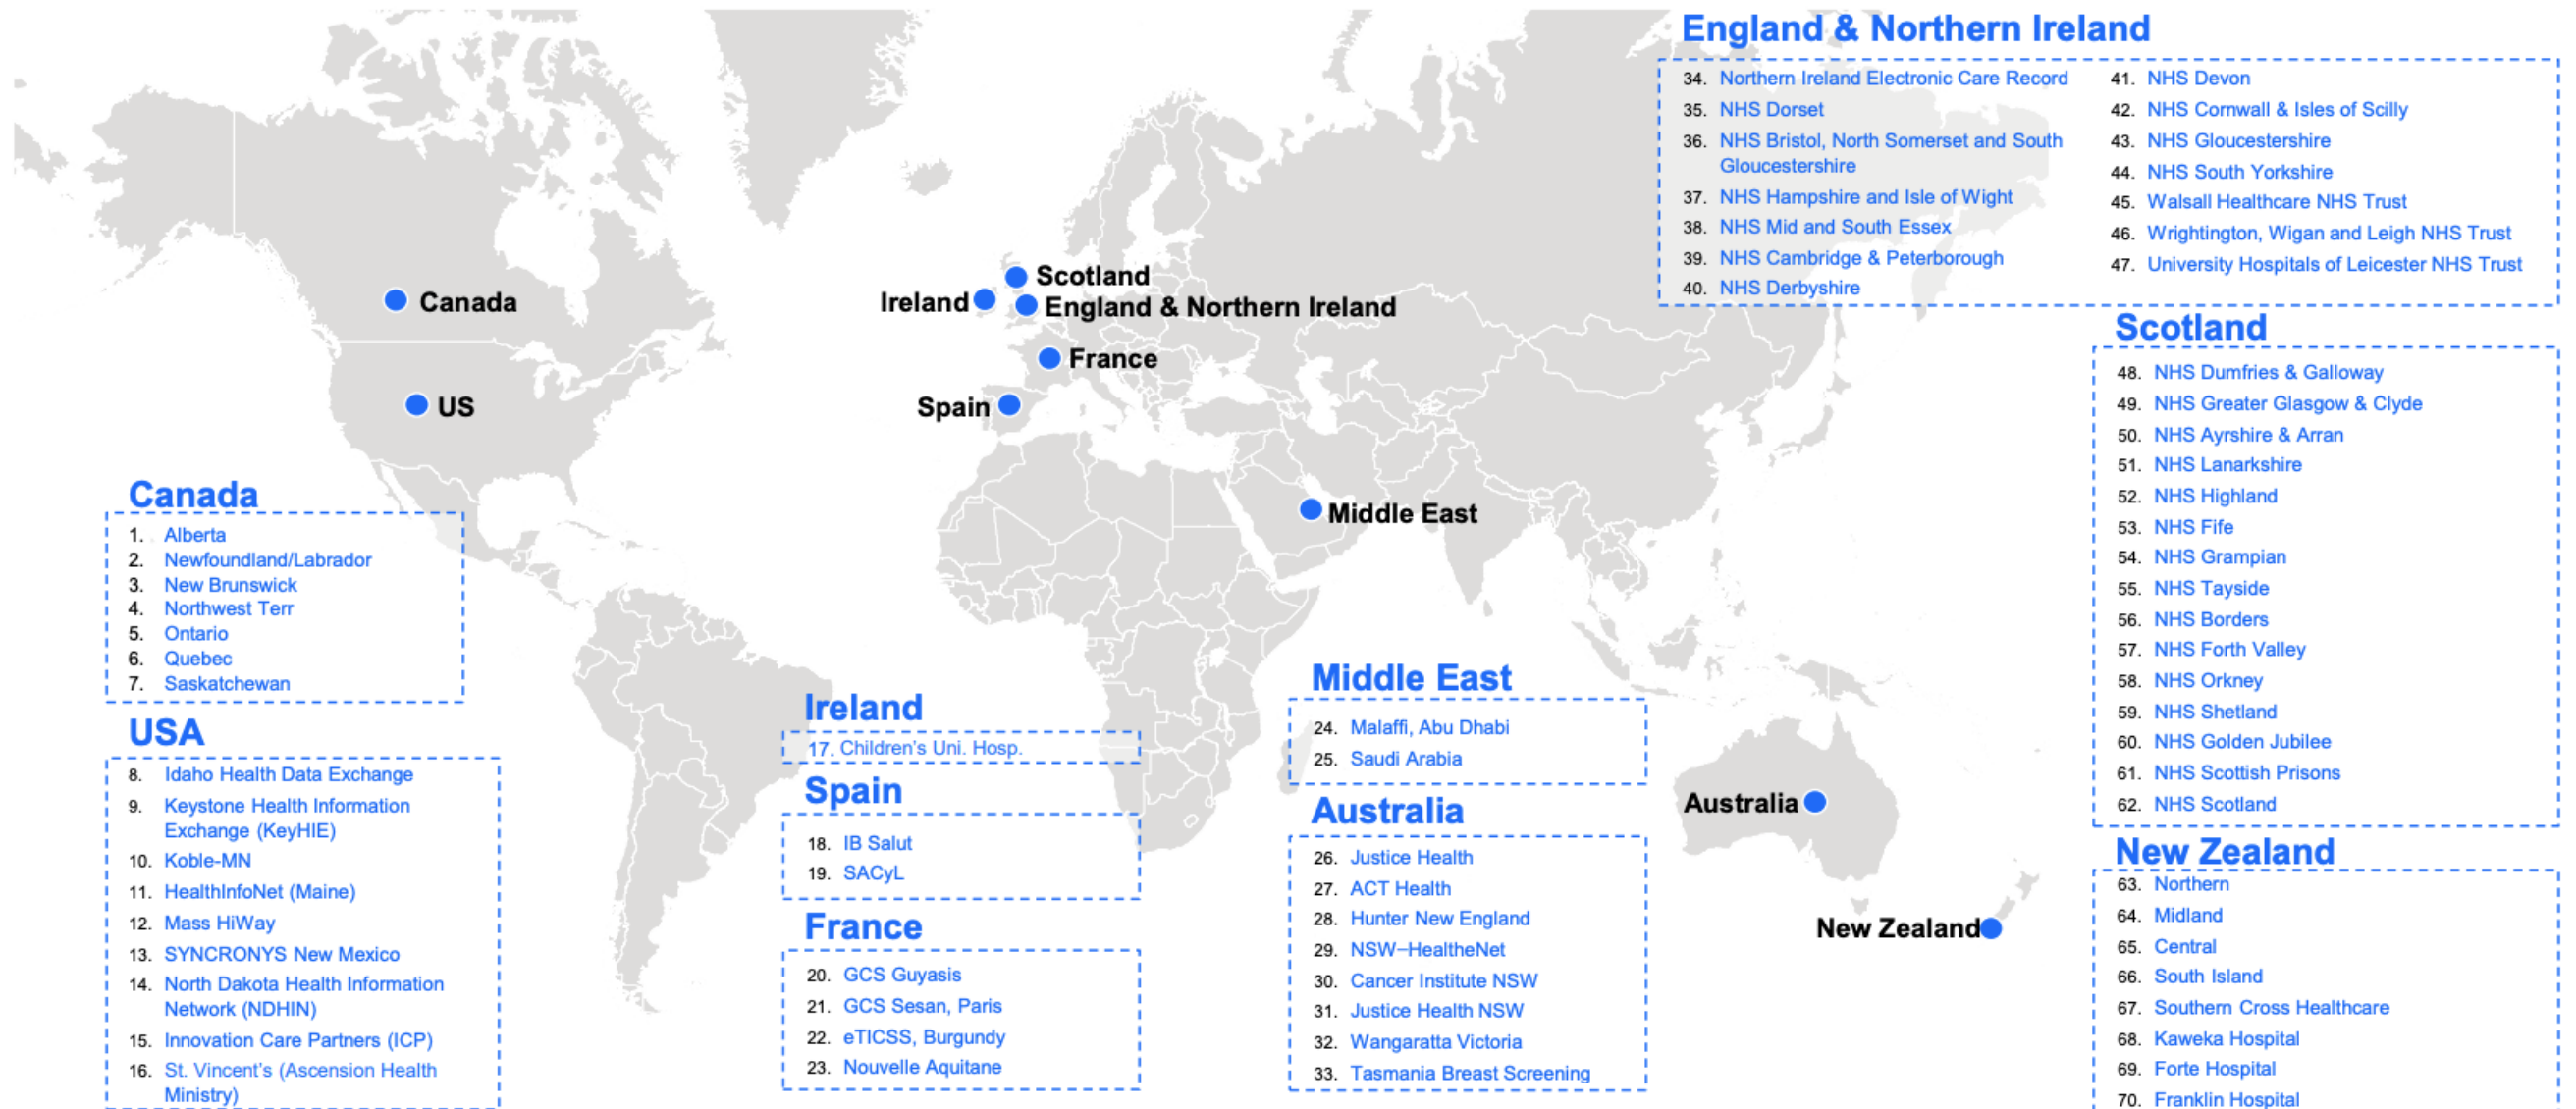 England & Northern Ireland
34. Northern Ireland Electronic Care Record
35. NHS Dorset
36. NHS Bristol, North Somerset and South
Gloucestershire
37. NHS Hampshire and Isle of Wight
38. NHS Mid and South Essex
39. NHS Cambridge & Peterborough
40. NHS Derbyshire
41. NHS Devon
42. NHS Cornwall & Isles of Scilly
43. NHS Gloucestershire
44. NHS South Yorkshire
45. Walsall Healthcare NHS Trust
46. Wrightington, Wigan and Leigh NHS Trust
47. University Hospitals of Leicester NHS Trust
Canada
US
Scotland
Ireland
England & Northern Ireland
France
Spain
Middle East
Australia
New Zealand
Canada
1. Alberta
2. Newfoundland/Labrador
3. New Brunswick
4. Northwest Terr
5. Ontario
6. Quebec
7. Saskatchewan
USA
8. Idaho Health Data Exchange
9. Keystone Health Information
Exchange (KeyHIE)
10. Koble-MN
11. HealthInfoNet (Maine)
12. Mass HiWay
13. SYNCRONYS New Mexico
14. North Dakota Health Information
Network (NDHIN)
15. Innovation Care Partners (ICP)
16. St. Vincent's (Ascension Health
Ministry)
Ireland
17. Children's Uni. Hosp.
Spain
18. IB Salut
19. SACyL
France
20. GCS Guyasis
21. GCS Sesan, Paris
22. eTICSS, Burgundy
23. Nouvelle Aquitane
Middle East
24. Malaffi, Abu Dhabi
25. Saudi Arabia
Australia
26. Justice Health
27. ACT Health
28. Hunter New England
29. NSW–HealtheNet
30. Cancer Institute NSW
31. Justice Health NSW
32. Wangaratta Victoria
33. Tasmania Breast Screening
Scotland
48. NHS Dumfries & Galloway
49. NHS Greater Glasgow & Clyde
50. NHS Ayrshire & Arran
51. NHS Lanarkshire
52. NHS Highland
53. NHS Fife
54. NHS Grampian
55. NHS Tayside
56. NHS Borders
57. NHS Forth Valley
58. NHS Orkney
59. NHS Shetland
60. NHS Golden Jubilee
61. NHS Scottish Prisons
62. NHS Scotland
New Zealand
63. Northern
64. Midland
65. Central
66. South Island
67. Southern Cross Healthcare
68. Kaweka Hospital
69. Forte Hospital
70. Franklin Hospital